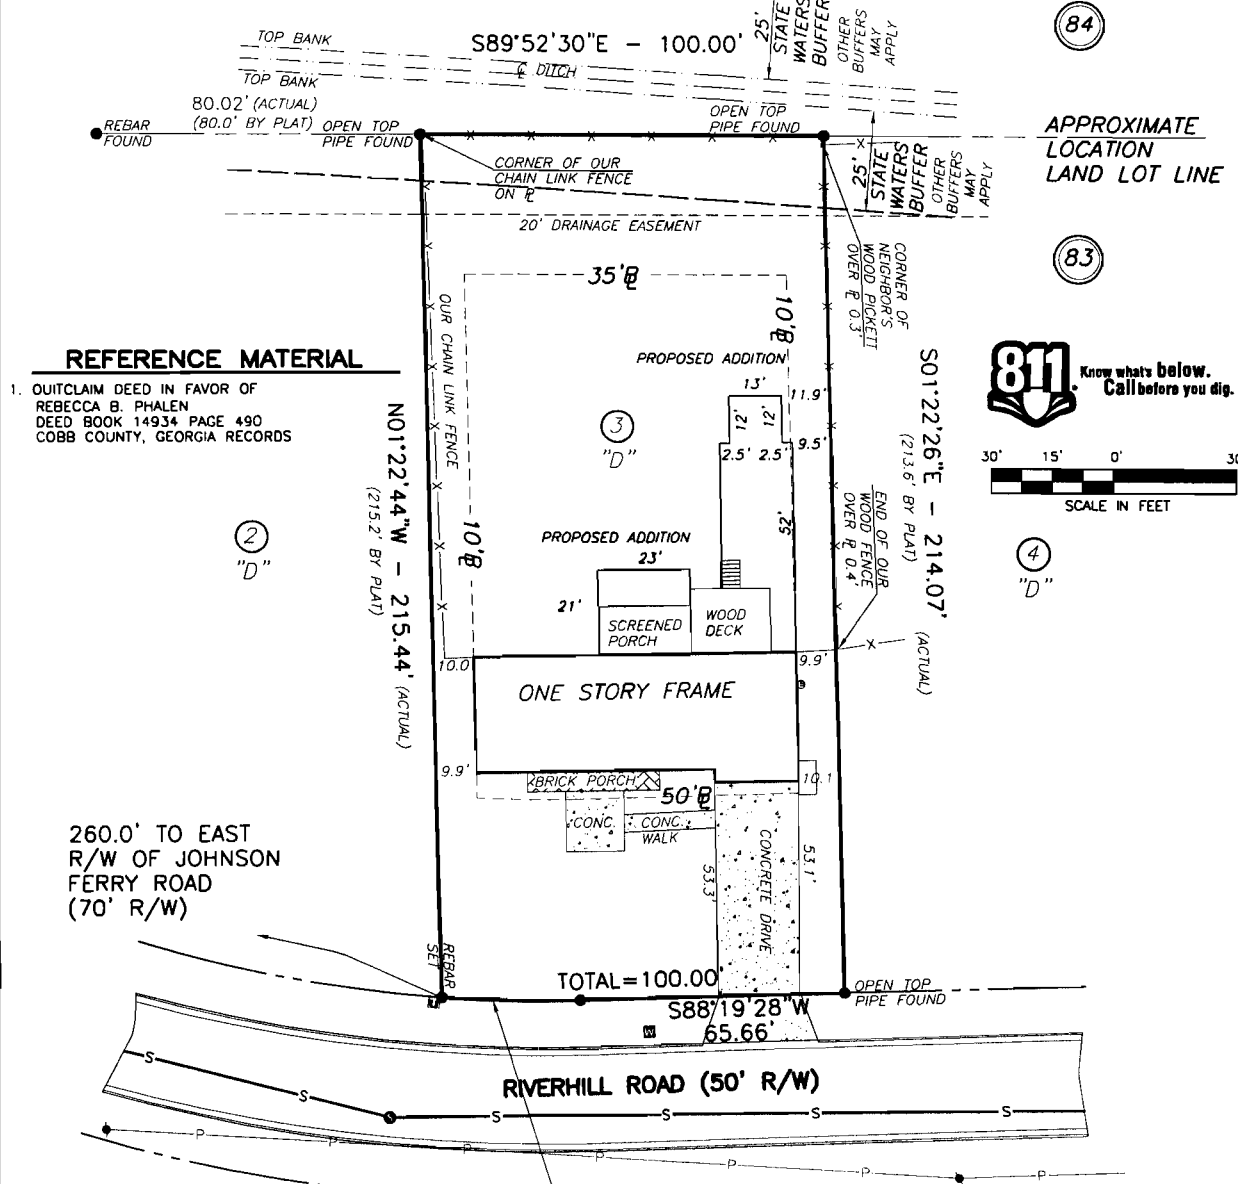 S89°52'30"E - 100.00'
25'
STATE
WATERS
BUFFER
OTHER
BUFFERS
MAY
APPLY
84
TOP BANK
TOP BANK
℄ DITCH
80.02' (ACTUAL)
(80.0' BY PLAT)
REBAR
FOUND
OPEN TOP
PIPE FOUND
OPEN TOP
PIPE FOUND
APPROXIMATE
LOCATION
LAND LOT LINE
CORNER OF OUR
CHAIN LINK FENCE
ON ⅊
25'
STATE
WATERS
BUFFER
OTHER
BUFFERS
MAY
APPLY
20' DRAINAGE EASEMENT
83
CORNER OF
NEIGHBOR'S
WOOD PICKETT
OVER ⅊ 0.3'
35' BL
10' BL
OUR CHAIN LINK FENCE
REFERENCE MATERIAL
1. QUITCLAIM DEED IN FAVOR OF
REBECCA B. PHALEN
DEED BOOK 14934 PAGE 490
COBB COUNTY, GEORGIA RECORDS
PROPOSED ADDITION
13'
11.9'
12'
12'
9.5'
2.5' 2.5'
52'
3
"D"
811
Know what's below.
Call before you dig.
30' 15' 0' 30
SCALE IN FEET
S01°22'26"E - 214.07' (ACTUAL)
(213.6' BY PLAT)
N01°22'44"W - 215.44' (ACTUAL)
(215.2' BY PLAT)
END OF OUR
WOOD FENCE
OVER ⅊ 0.4'
2
"D"
10' BL
4
"D"
PROPOSED ADDITION
23'
21'
SCREENED
PORCH
WOOD
DECK
10.0
9.9'
ONE STORY FRAME
9.9'
10.1
BRICK PORCH
50' BL
CONC.
CONC.
WALK
53.3'
CONCRETE DRIVE
53.1'
260.0' TO EAST
R/W OF JOHNSON
FERRY ROAD
(70' R/W)
REBAR
SET
TOTAL=100.00'
OPEN TOP
PIPE FOUND
S88°19'28"W
65.66'
W
RIVERHILL ROAD (50' R/W)
S S S S S S
P P P P P P P